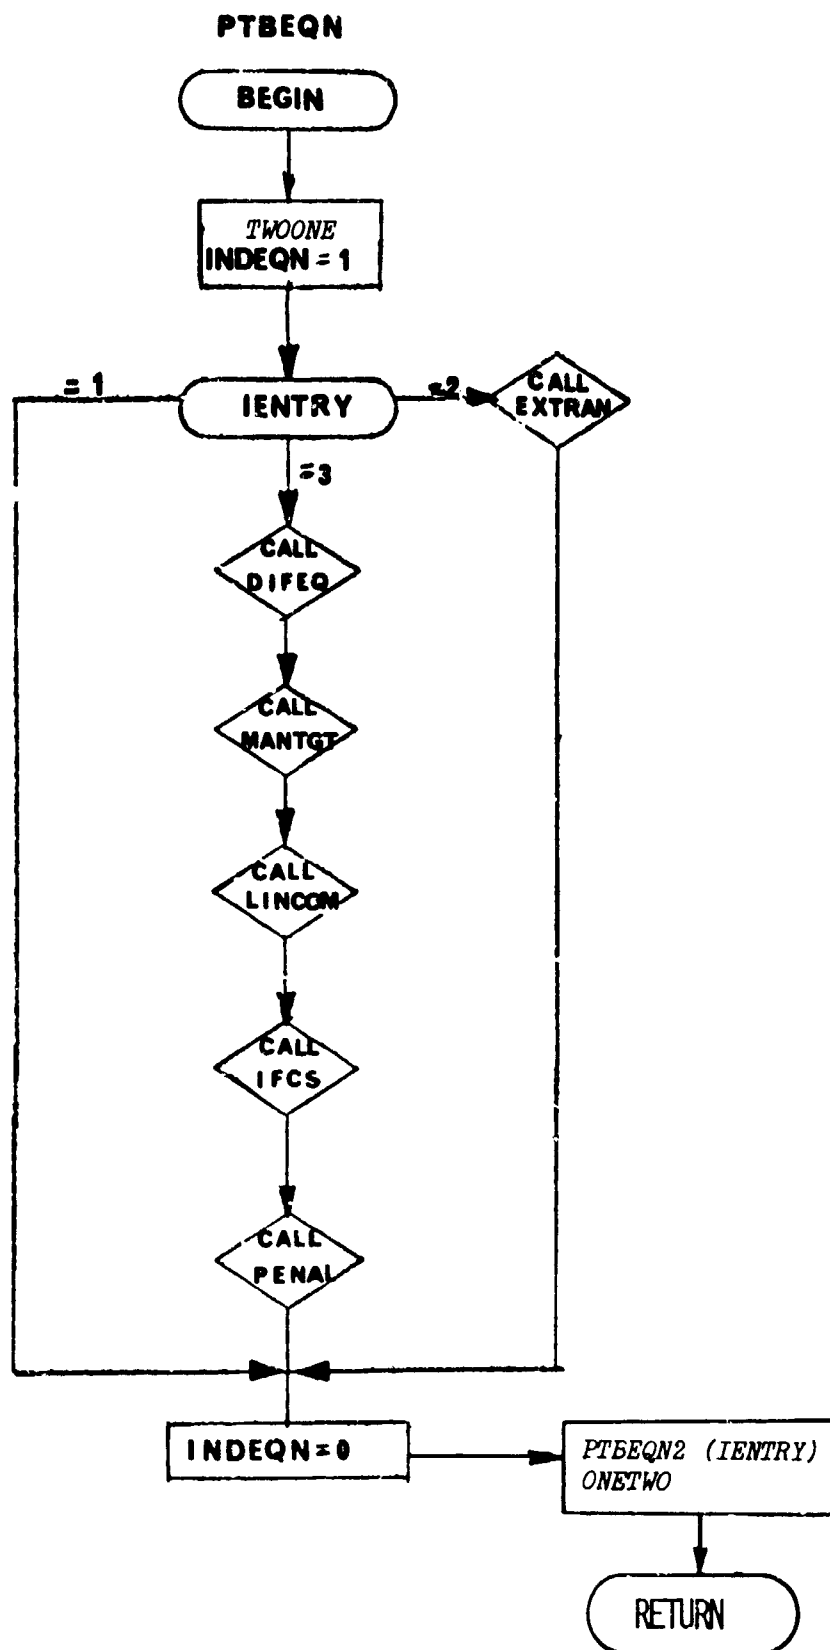 PTBEQN
BEGIN
TWOONE
INDEQN = 1
= 1
IENTRY
=2
CALL
EXTRAN
=3
CALL
DIFEQ
CALL
MANTGT
CALL
LINCOM
CALL
IFCS
CALL
PENAL
INDEQN = 0
PTBEQN2 (IENTRY)
ONETWO
RETURN